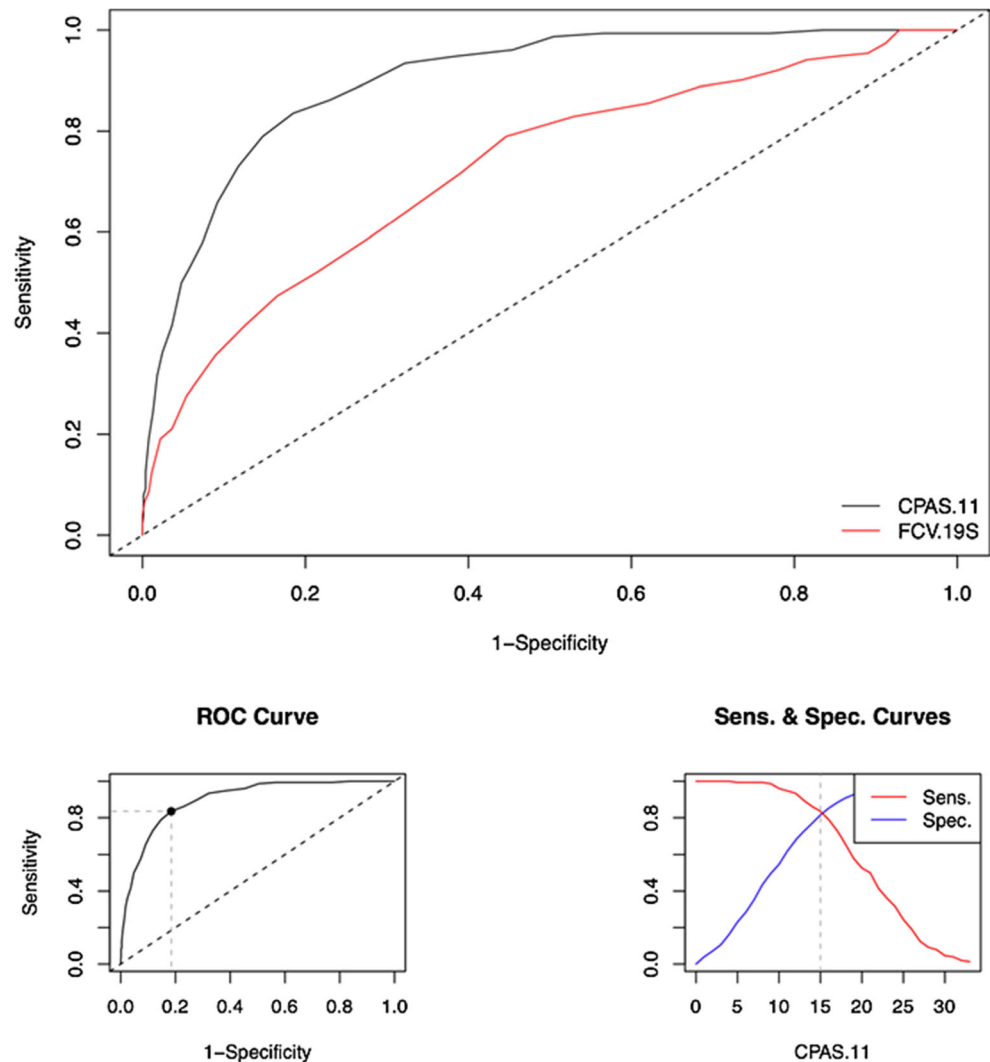 1.0
0.8
0.6
0.4
0.2
0.0
Sensitivity
CPAS.11
FCV.19S
0.0 0.2 0.4 0.6 0.8 1.0
1−Specificity
ROC Curve
0.8
0.4
0.0
Sensitivity
0.0 0.2 0.4 0.6 0.8 1.0
1−Specificity
Sens. & Spec. Curves
Sens.
Spec.
0.8
0.4
0.0
0 5 10 15 20 25 30
CPAS.11